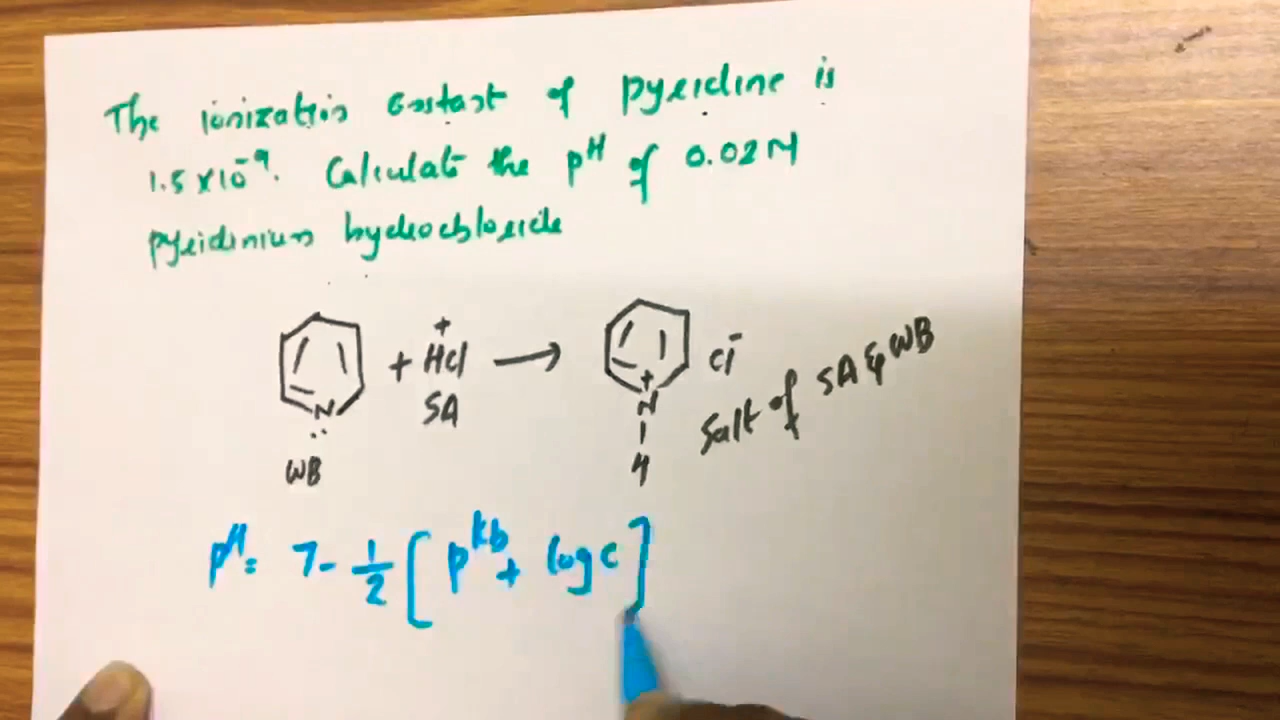 The ionization constant of pyridine is
1.5 x 10⁻⁹. Calculate the pH of 0.02M
pyridinium hydrochloride
N + HCl → N Cl⁻
+ +
SA H Salt of SA & WB
WB
pH = 7 - 1/2 [pKb + log c]